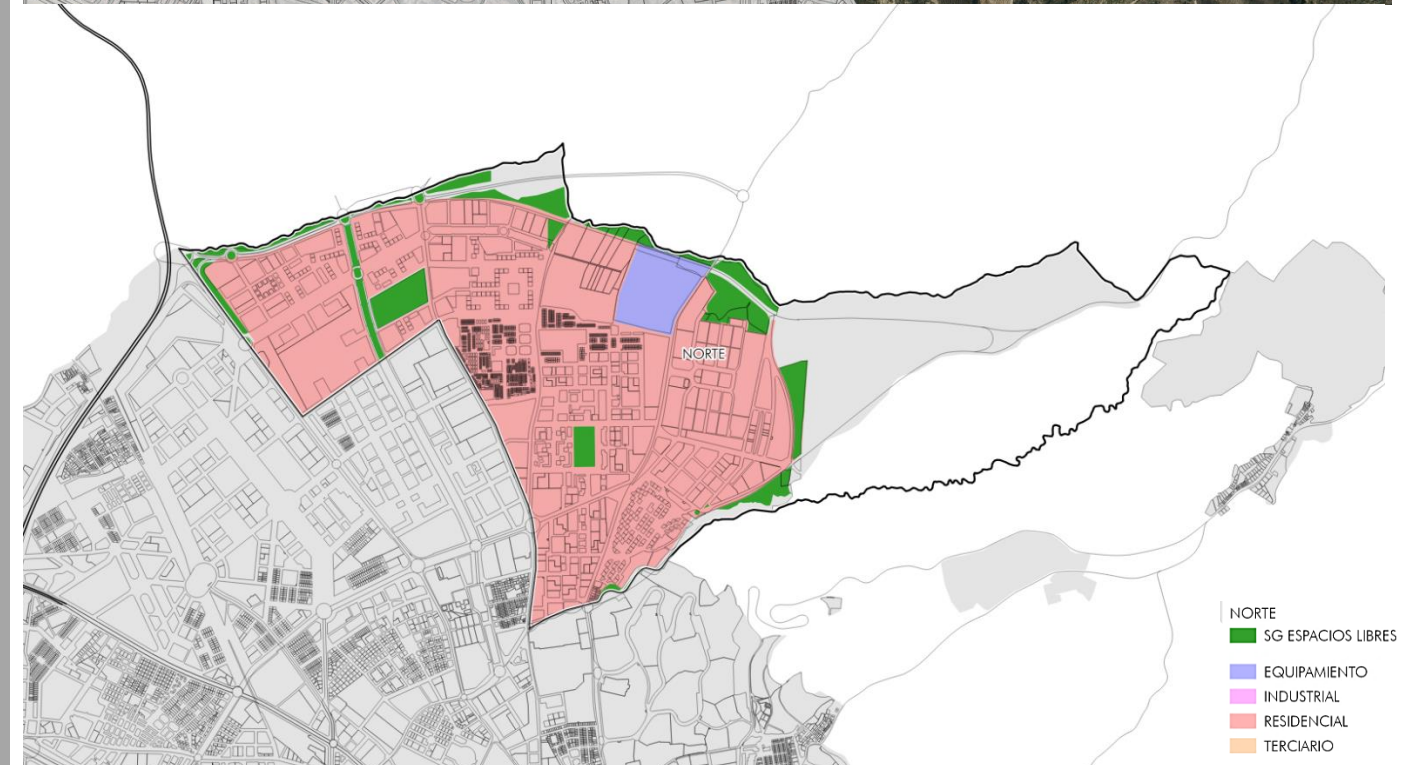 NORTE
NORTE
SG ESPACIOS LIBRES
EQUIPAMIENTO
INDUSTRIAL
RESIDENCIAL
TERCIARIO